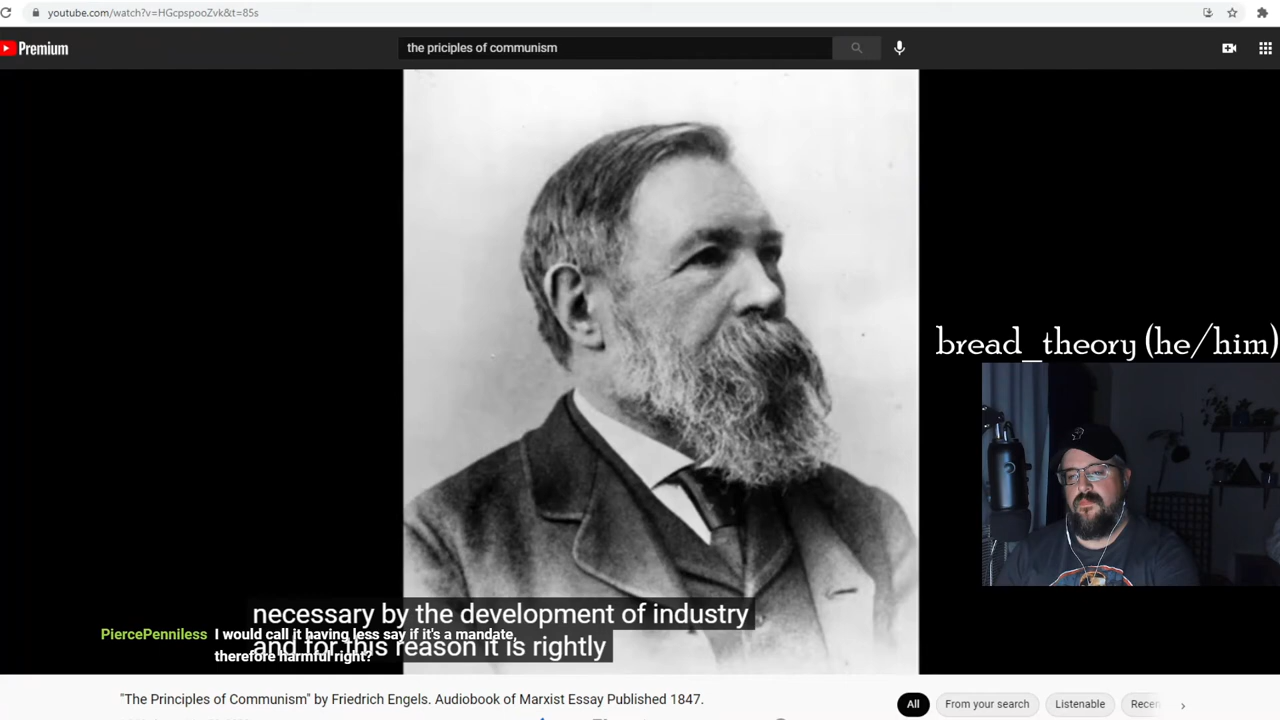 youtube.com/watch?v=HGcpspooZvk&t=85s
Premium
the priciples of communism
bread_theory (he/him)
necessary by the development of industry
PiercePenniless I would call it having less say if it's a mandate,
and for this reason it is rightly
therefore harmful right?
"The Principles of Communism" by Friedrich Engels. Audiobook of Marxist Essay Published 1847.
All
From your search
Listenable
Recen